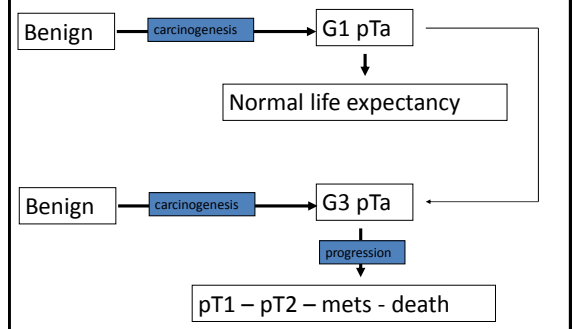 Benign
carcinogenesis
G1 pTa
Normal life expectancy
Benign
carcinogenesis
G3 pTa
progression
pT1 – pT2 – mets - death